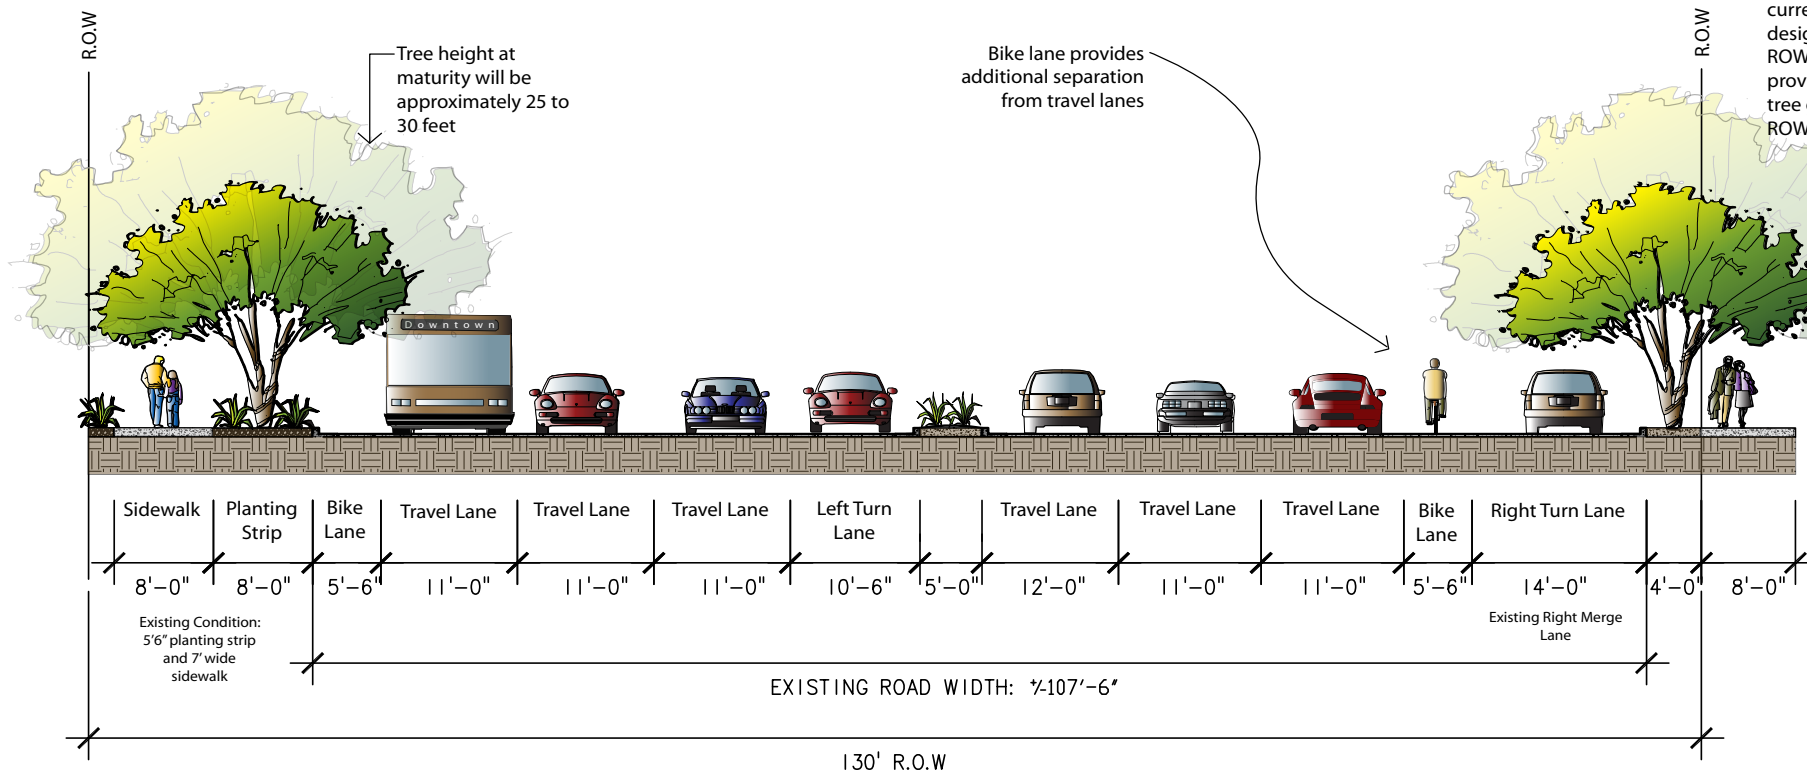 R.O.W
Tree height at
maturity will be
approximately 25 to
30 feet
Bike lane provides
additional separation
from travel lanes
R.O.W
desig
ROW
provi
tree
ROW
Downtown
Sidewalk
Planting
Strip
Bike
Lane
Travel Lane
Travel Lane
Travel Lane
Left Turn
Lane
Travel Lane
Travel Lane
Travel Lane
Bike
Lane
Right Turn Lane
8'-0" 8'-0" 5'-6" 11'-0" 11'-0" 11'-0" 10'-6" 5'-0" 12'-0" 11'-0" 11'-0" 5'-6" 14'-0" 4'-0" 8'-0"
Existing Condition:
5'6" planting strip
and 7' wide
sidewalk
Existing Right Merge
Lane
EXISTING ROAD WIDTH: +/-107'-6"
130' R.O.W